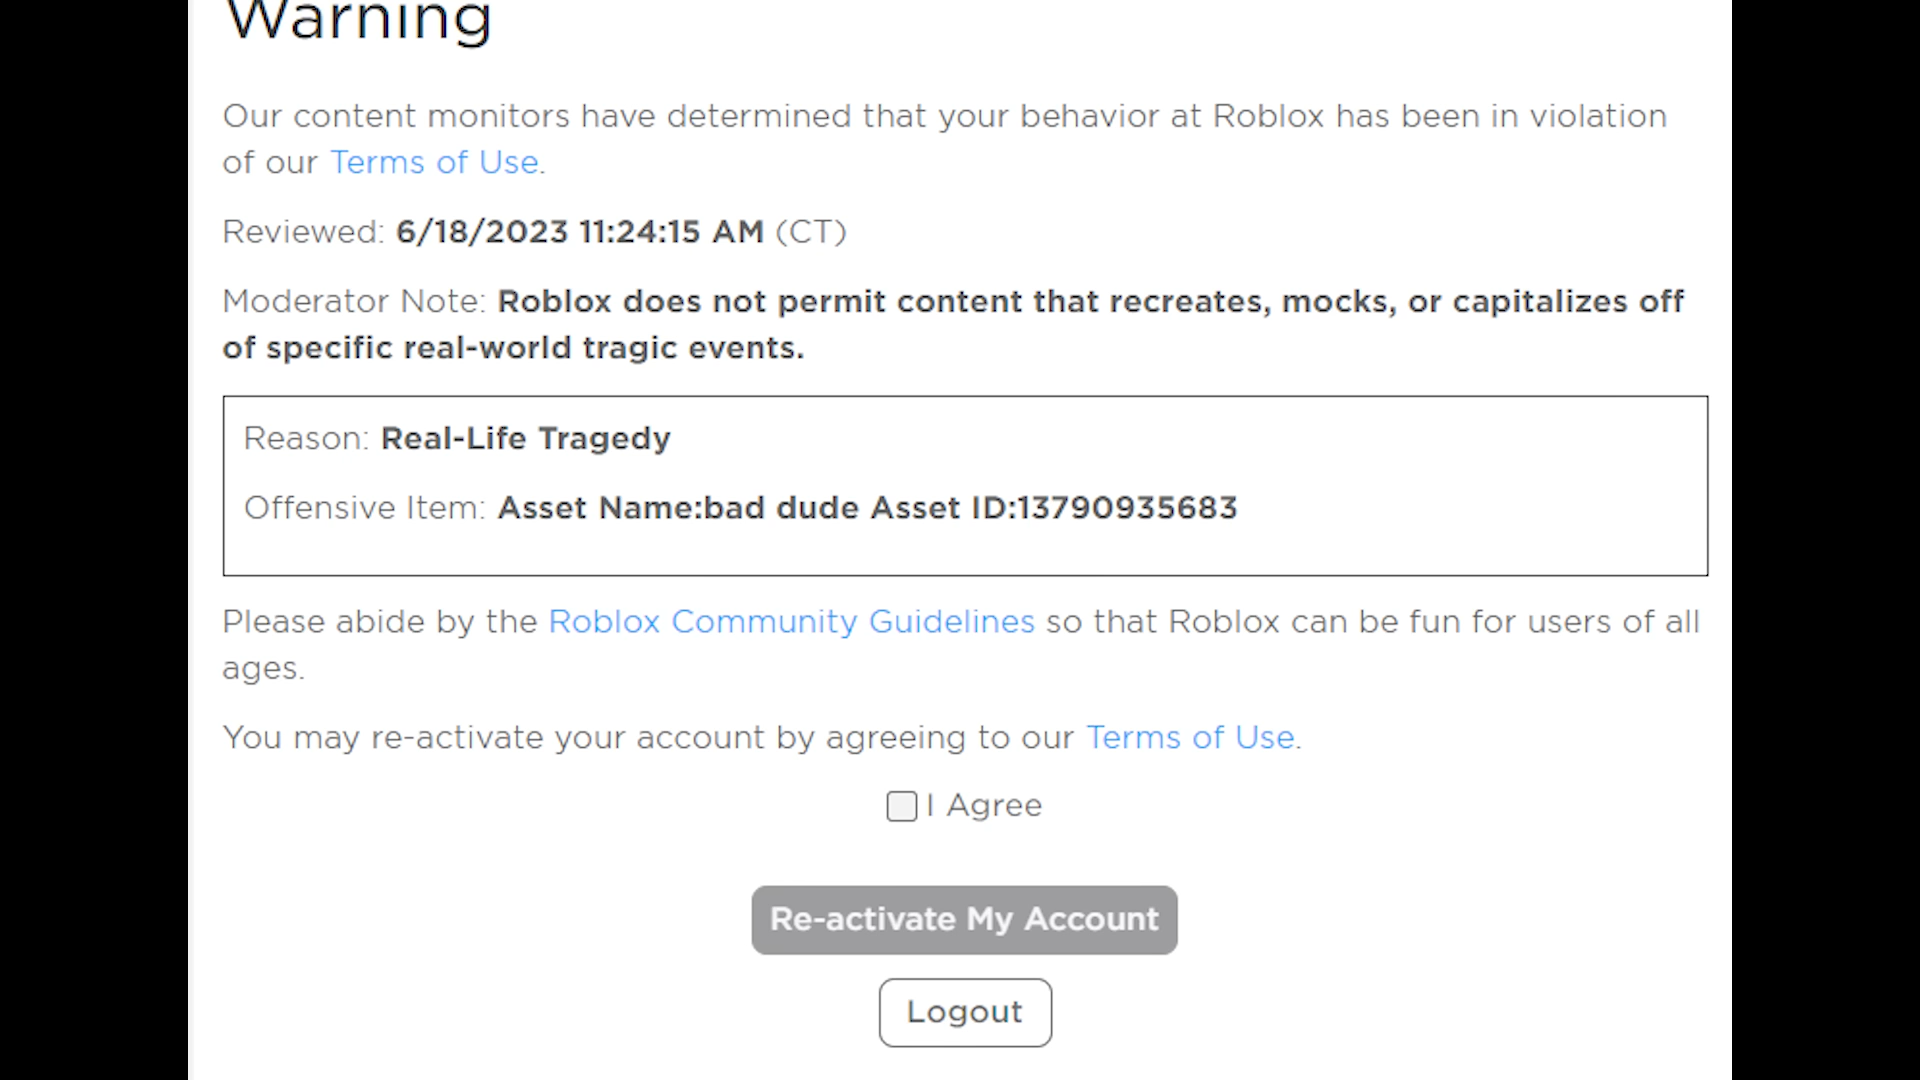 Warning
Our content monitors have determined that your behavior at Roblox has been in violation
of our Terms of Use.
Reviewed: 6/18/2023 11:24:15 AM (CT)
Moderator Note: Roblox does not permit content that recreates, mocks, or capitalizes off
of specific real-world tragic events.
Reason: Real-Life Tragedy
Offensive Item: Asset Name:bad dude Asset ID:13790935683
Please abide by the Roblox Community Guidelines so that Roblox can be fun for users of all
ages.
You may re-activate your account by agreeing to our Terms of Use.
I Agree
Re-activate My Account
Logout